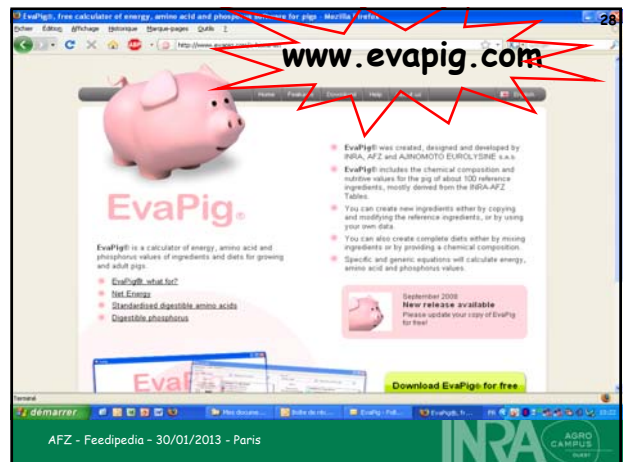 EvaPig®, free calculator of energy, amino acid and phosphorus software for pigs - Mozilla Firefox
28
Fichier Édition Affichage Historique Marque-pages Outils ?
www.evapig.com
Home Features Download Help
EvaPig®
EvaPig® is a calculator of energy, amino acid and
phosphorus values of ingredients and diets for growing
and adult pigs.
EvaPig®, what for?
Net Energy
Standardised digestible amino acids
Digestible phosphorus
EvaPig® was created, designed and developed by
INRA, AFZ and AJINOMOTO EUROLYSINE s.a.s
EvaPig® includes the chemical composition and
nutritive values for the pig of about 100 reference
ingredients, mostly derived from the INRA-AFZ
Tables.
You can create new ingredients either by copying
and modifying the reference ingredients, or by using
your own data.
You can also create complete diets either by mixing
ingredients or by providing a chemical composition.
Specific and generic equations will calculate energy,
amino acid and phosphorus values.
September 2008
New release available
Please update your copy of EvaPig
for free!
Download EvaPig® for free
Terminé
démarrer
AFZ - Feedipedia - 30/01/2013 - Paris
INRA
AGRO
CAMPUS
OUEST